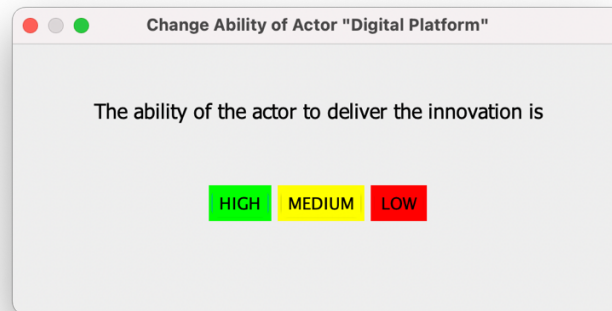 Change Ability of Actor "Digital Platform"
The ability of the actor to deliver the innovation is
HIGH MEDIUM LOW